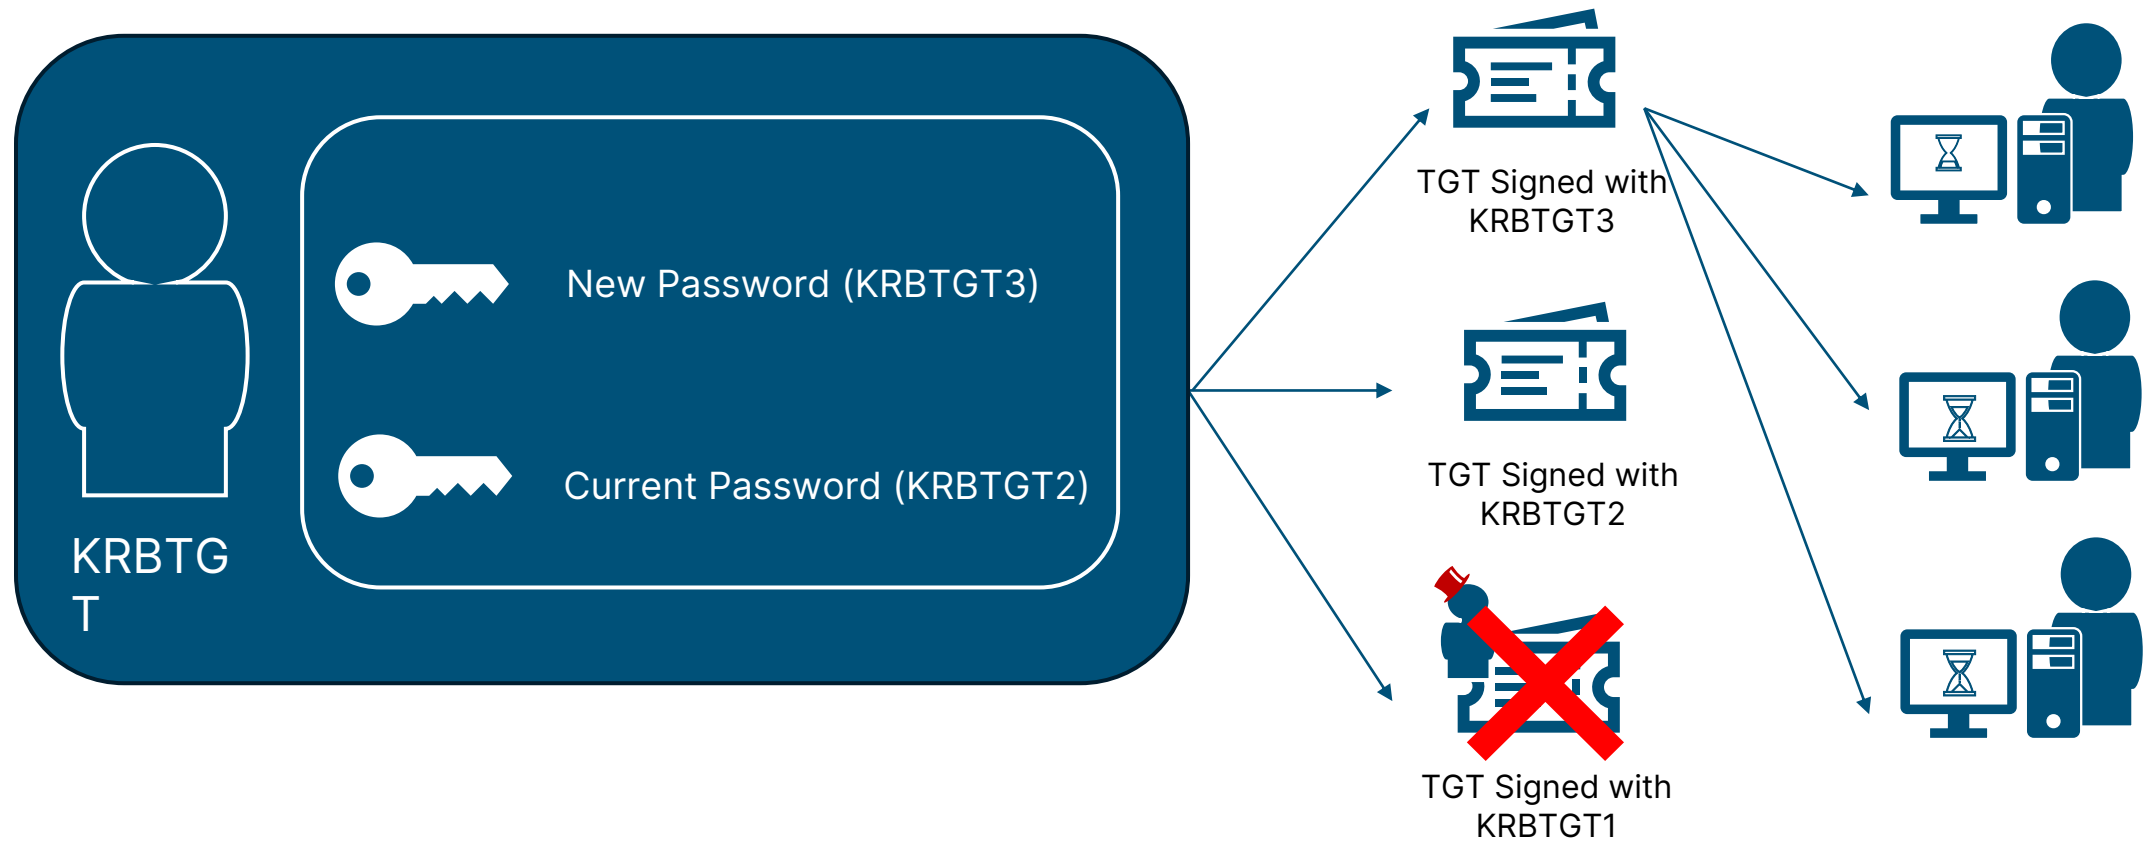 KRBTG
T
New Password (KRBTGT3)
Current Password (KRBTGT2)
TGT Signed with
KRBTGT3
TGT Signed with
KRBTGT2
TGT Signed with
KRBTGT1